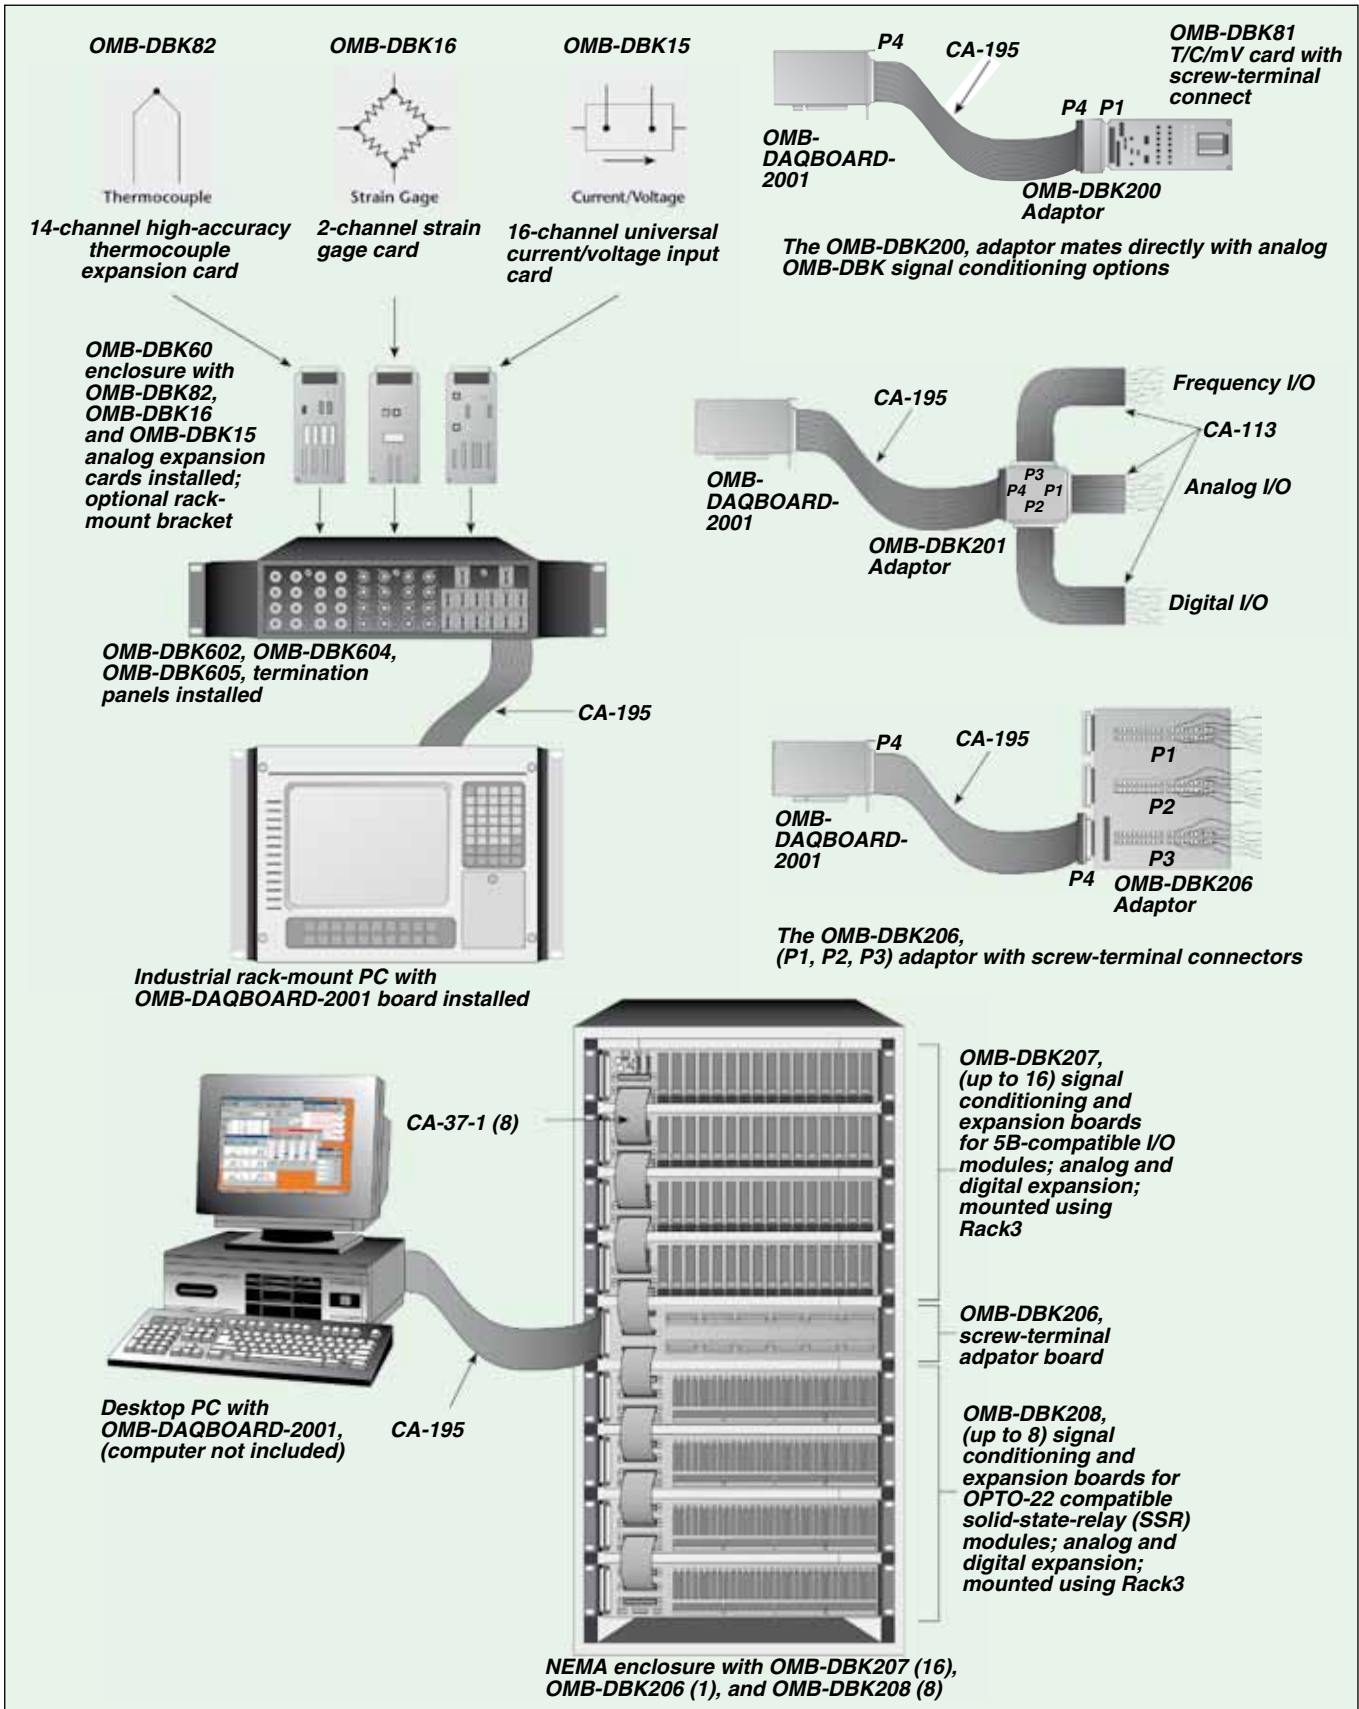 OMB-DBK82
OMB-DBK16
OMB-DBK15
Thermocouple
Strain Gage
Current/Voltage
14-channel high-accuracy
thermocouple
expansion card
2-channel strain
gage card
16-channel universal
current/voltage input
card
OMB-DBK60
enclosure with
OMB-DBK82,
OMB-DBK16
and OMB-DBK15
analog expansion
cards installed;
optional rack-
mount bracket
OMB-DBK602, OMB-DBK604,
OMB-DBK605, termination
panels installed
CA-195
Industrial rack-mount PC with
OMB-DAQBOARD-2001 board installed
P4
CA-195
OMB-DBK81
T/C/mV card with
screw-terminal
connect
P4
P1
OMB-
DAQBOARD-
2001
OMB-DBK200
Adaptor
The OMB-DBK200, adaptor mates directly with analog
OMB-DBK signal conditioning options
CA-195
Frequency I/O
CA-113
OMB-
DAQBOARD-
2001
P3
P4 P1
P2
Analog I/O
OMB-DBK201
Adaptor
Digital I/O
P4
CA-195
P1
P2
P3
OMB-
DAQBOARD-
2001
P4
OMB-DBK206
Adaptor
The OMB-DBK206,
(P1, P2, P3) adaptor with screw-terminal connectors
CA-37-1 (8)
OMB-DBK207,
(up to 16) signal
conditioning and
expansion boards
for 5B-compatible I/O
modules; analog and
digital expansion;
mounted using
Rack3
OMB-DBK206,
screw-terminal
adpator board
Desktop PC with
OMB-DAQBOARD-2001,
(computer not included)
CA-195
OMB-DBK208,
(up to 8) signal
conditioning and
expansion boards for
OPTO-22 compatible
solid-state-relay (SSR)
modules; analog and
digital expansion;
mounted using Rack3
NEMA enclosure with OMB-DBK207 (16),
OMB-DBK206 (1), and OMB-DBK208 (8)